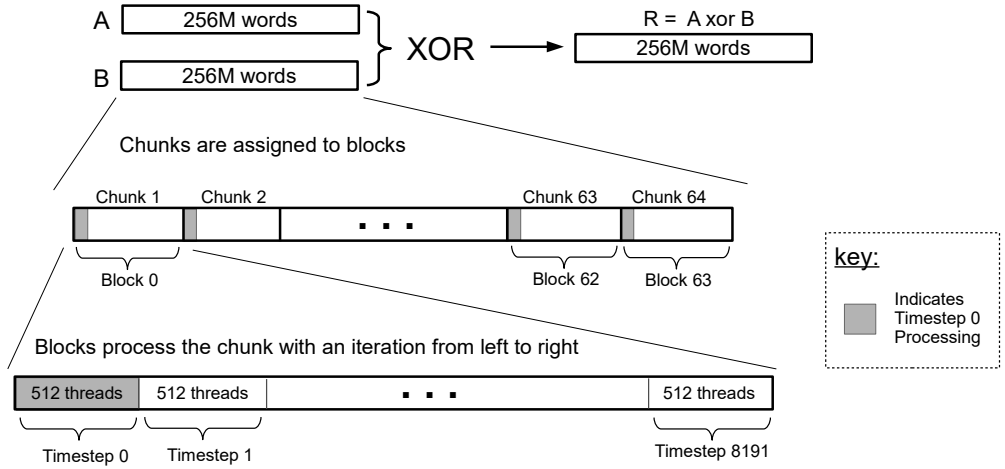 A
256M words
B
256M words
XOR
R = A xor B
256M words
Chunks are assigned to blocks
Chunk 1
Chunk 2
. . .
Chunk 63
Chunk 64
Block 0
Block 62
Block 63
key:
Indicates
Timestep 0
Processing
Blocks process the chunk with an iteration from left to right
512 threads
512 threads
. . .
512 threads
Timestep 0
Timestep 1
Timestep 8191